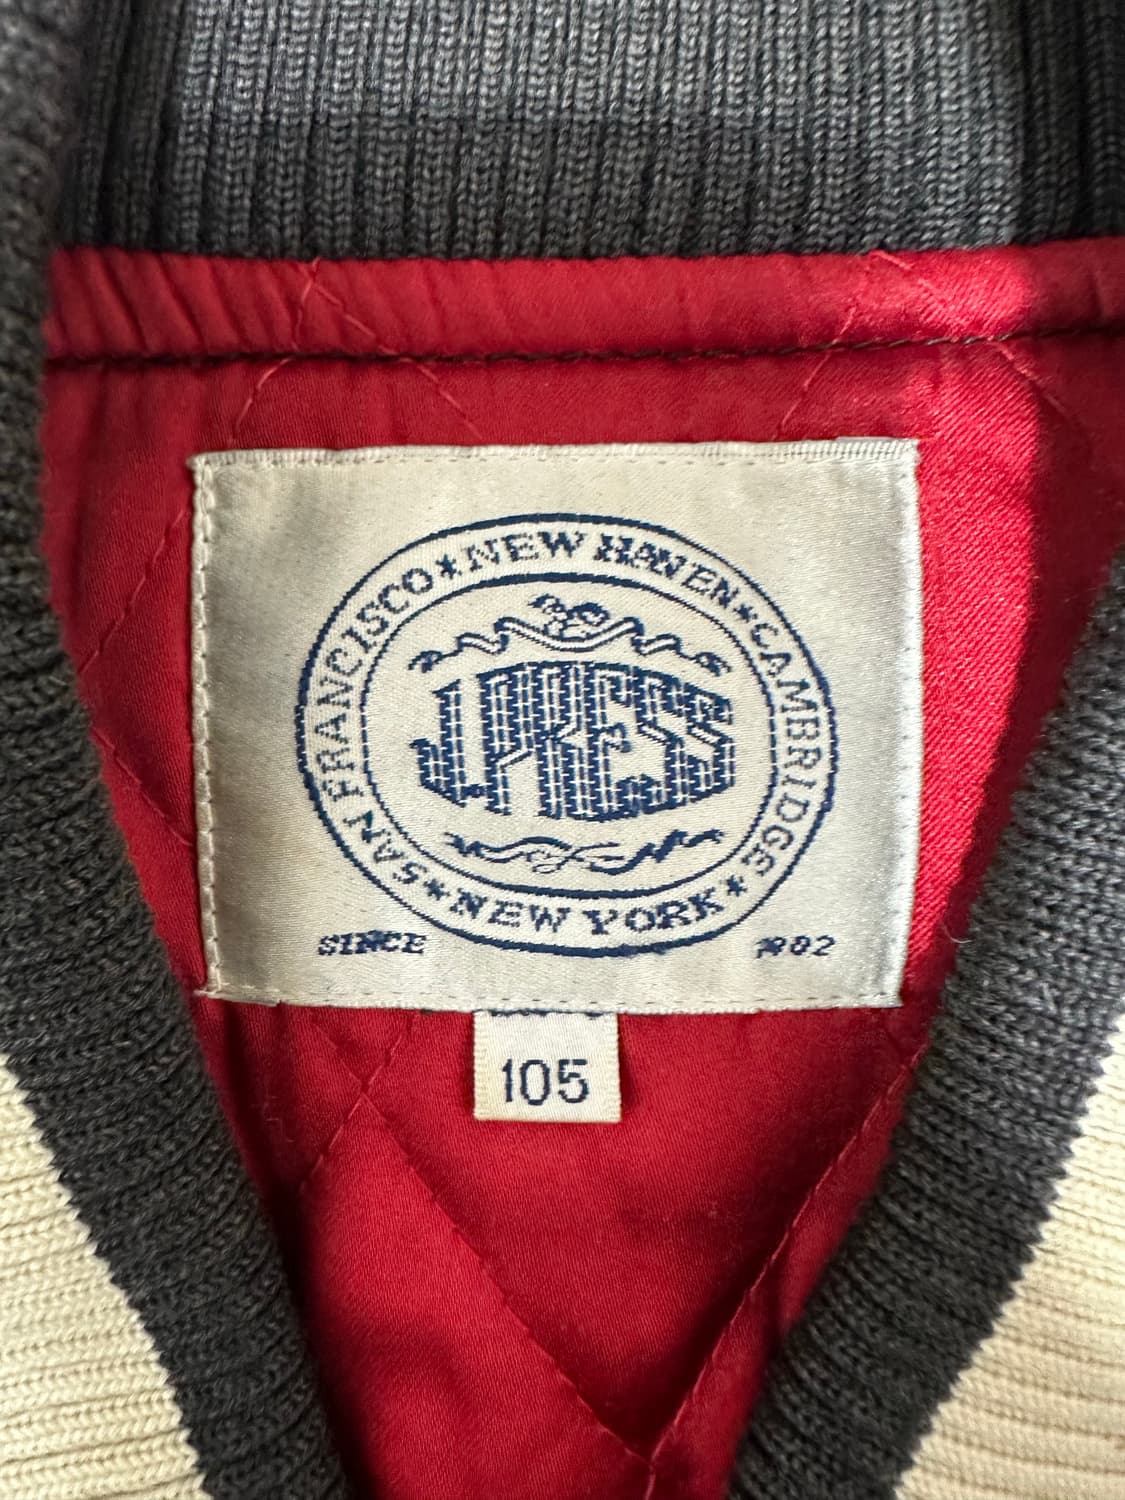 SAN FRANCISCO * NEW HAVEN * CAMBRIDGE * NEW YORK *
J.PRESS
SINCE 1902
105